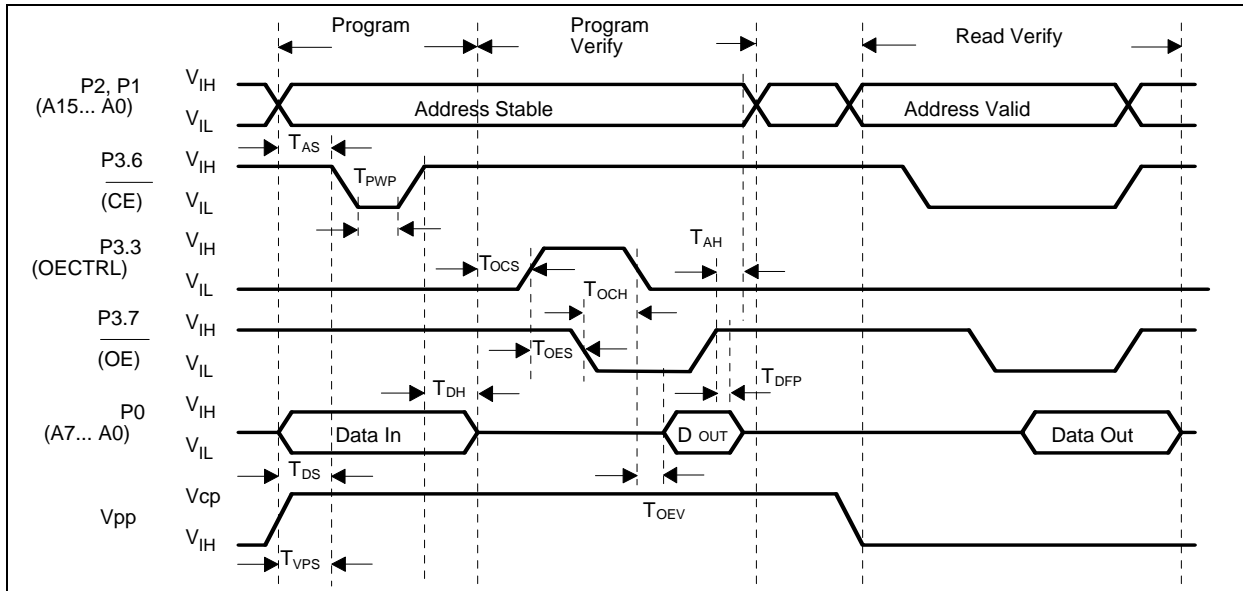 Program
Program
Verify
Read Verify
P2, P1
(A15... A0)
VIH
VIL
Address Stable
Address Valid
TAS
P3.6
(CE)
VIH
VIL
TPWP
P3.3
(OECTRL)
VIH
VIL
TOCS
TAH
TOCH
P3.7
(OE)
VIH
VIL
TOES
TDFP
TDH
P0
(A7... A0)
VIH
VIL
Data In
D OUT
Data Out
TDS
Vpp
Vcp
VIH
TOEV
TVPS